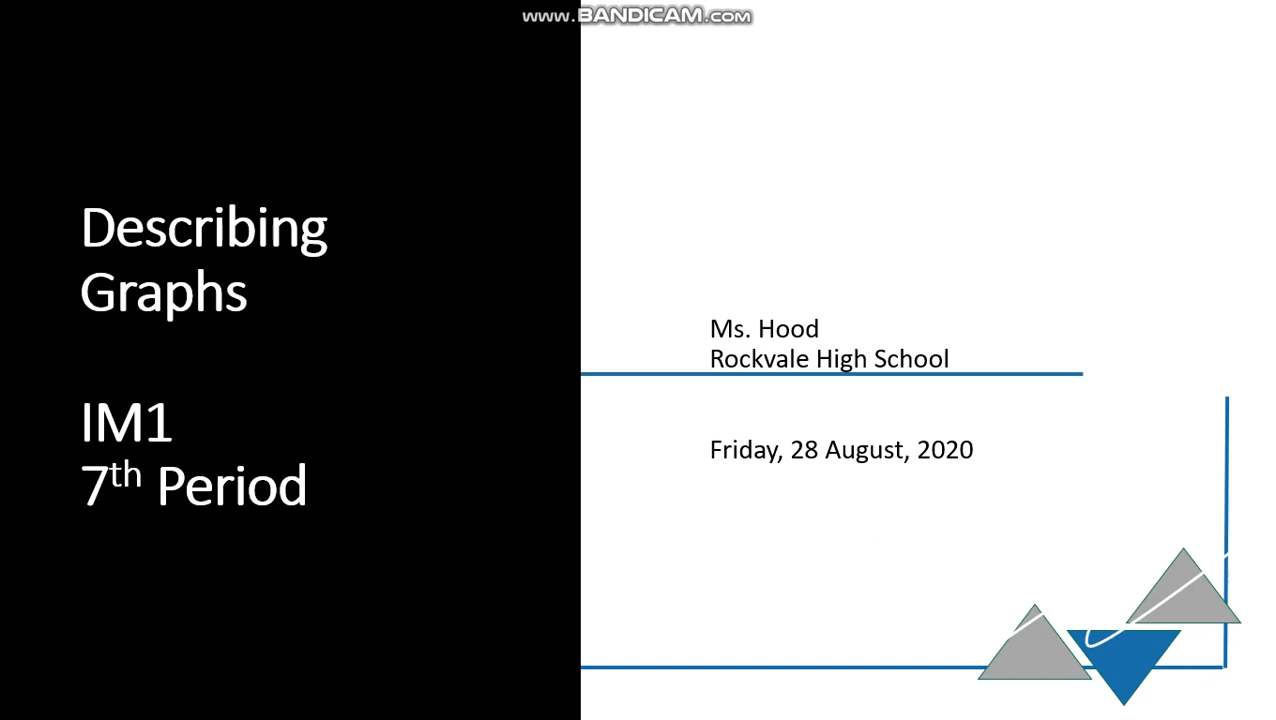 www.BANDICAM.com
Describing
Graphs
IM1
7th Period
Ms. Hood
Rockvale High School
Friday, 28 August, 2020